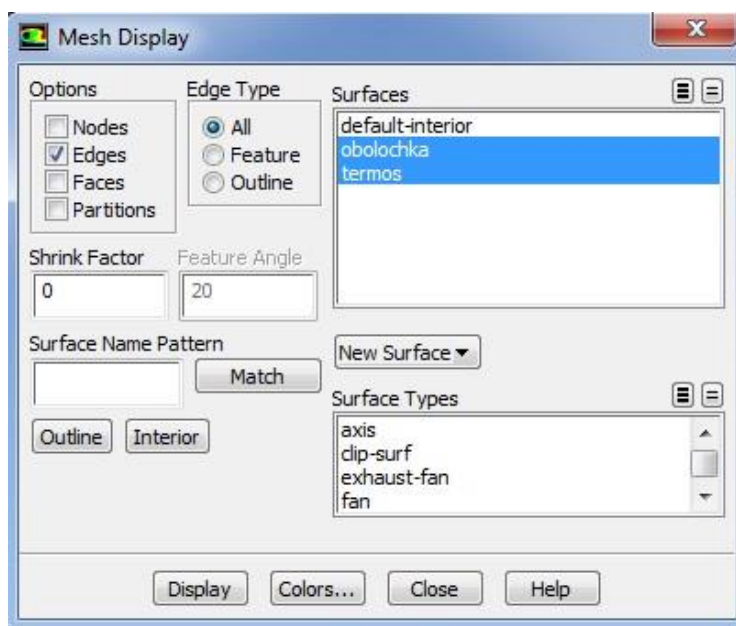 Mesh Display
Options
Nodes
Edges
Faces
Partitions
Edge Type
All
Feature
Outline
Surfaces
default-interior
obolochka
termos
Shrink Factor
0
Feature Angle
20
Surface Name Pattern
Match
Outline Interior
New Surface
Surface Types
axis
clip-surf
exhaust-fan
fan
Display Colors... Close Help